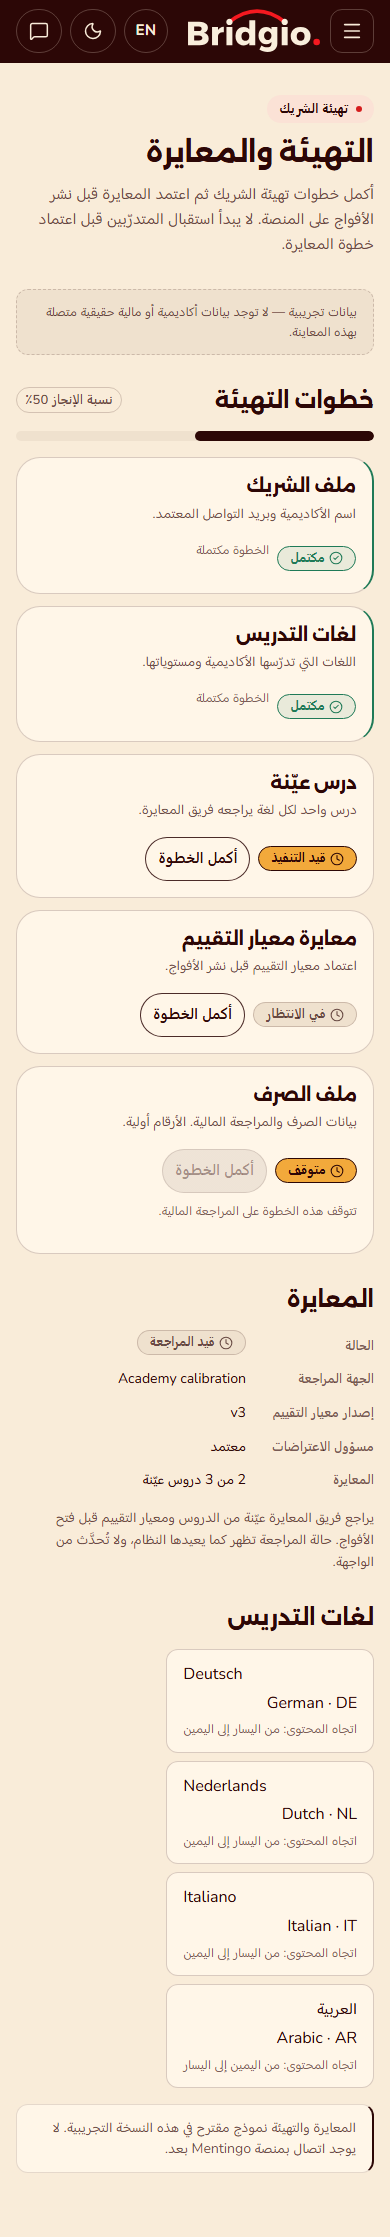 Bridgio.
EN
تهيئة الشريك
التهيئة والمعايرة
أكمل خطوات تهيئة الشريك ثم اعتمد المعايرة قبل نشر
الأفواج على المنصة. لا يبدأ استقبال المتدرّبين قبل اعتماد
خطوة المعايرة.
بيانات تجريبية — لا توجد بيانات أكاديمية أو مالية حقيقية متصلة
بهذه المعاينة.
خطوات التهيئة
نسبة الإنجاز 50٪
ملف الشريك
اسم الأكاديمية وبريد التواصل المعتمد.
مكتمل
الخطوة مكتملة
لغات التدريس
اللغات التي تدرّسها الأكاديمية ومستوياتها.
مكتمل
الخطوة مكتملة
درس عيّنة
درس واحد لكل لغة يراجعه فريق المعايرة.
قيد التنفيذ
أكمل الخطوة
معايرة معيار التقييم
اعتماد معيار التقييم قبل نشر الأفواج.
في الانتظار
أكمل الخطوة
ملف الصرف
بيانات الصرف والمراجعة المالية. الأرقام أولية.
متوقف
أكمل الخطوة
تتوقف هذه الخطوة على المراجعة المالية.
المعايرة
الحالة
قيد المراجعة
الجهة المراجعة
Academy calibration
إصدار معيار التقييم
v3
مسؤول الاعتراضات
معتمد
المعايرة
2 من 3 دروس عيّنة
يراجع فريق المعايرة عيّنة من الدروس ومعيار التقييم قبل فتح
الأفواج. حالة المراجعة تظهر كما يعيدها النظام، ولا تُحدَّث من
الواجهة.
لغات التدريس
Deutsch
German · DE
اتجاه المحتوى: من اليسار إلى اليمين
Nederlands
Dutch · NL
اتجاه المحتوى: من اليسار إلى اليمين
Italiano
Italian · IT
اتجاه المحتوى: من اليسار إلى اليمين
العربية
Arabic · AR
اتجاه المحتوى: من اليمين إلى اليسار
المعايرة والتهيئة نموذج مقترح في هذه النسخة التجريبية. لا
يوجد اتصال بمنصة Mentingo بعد.